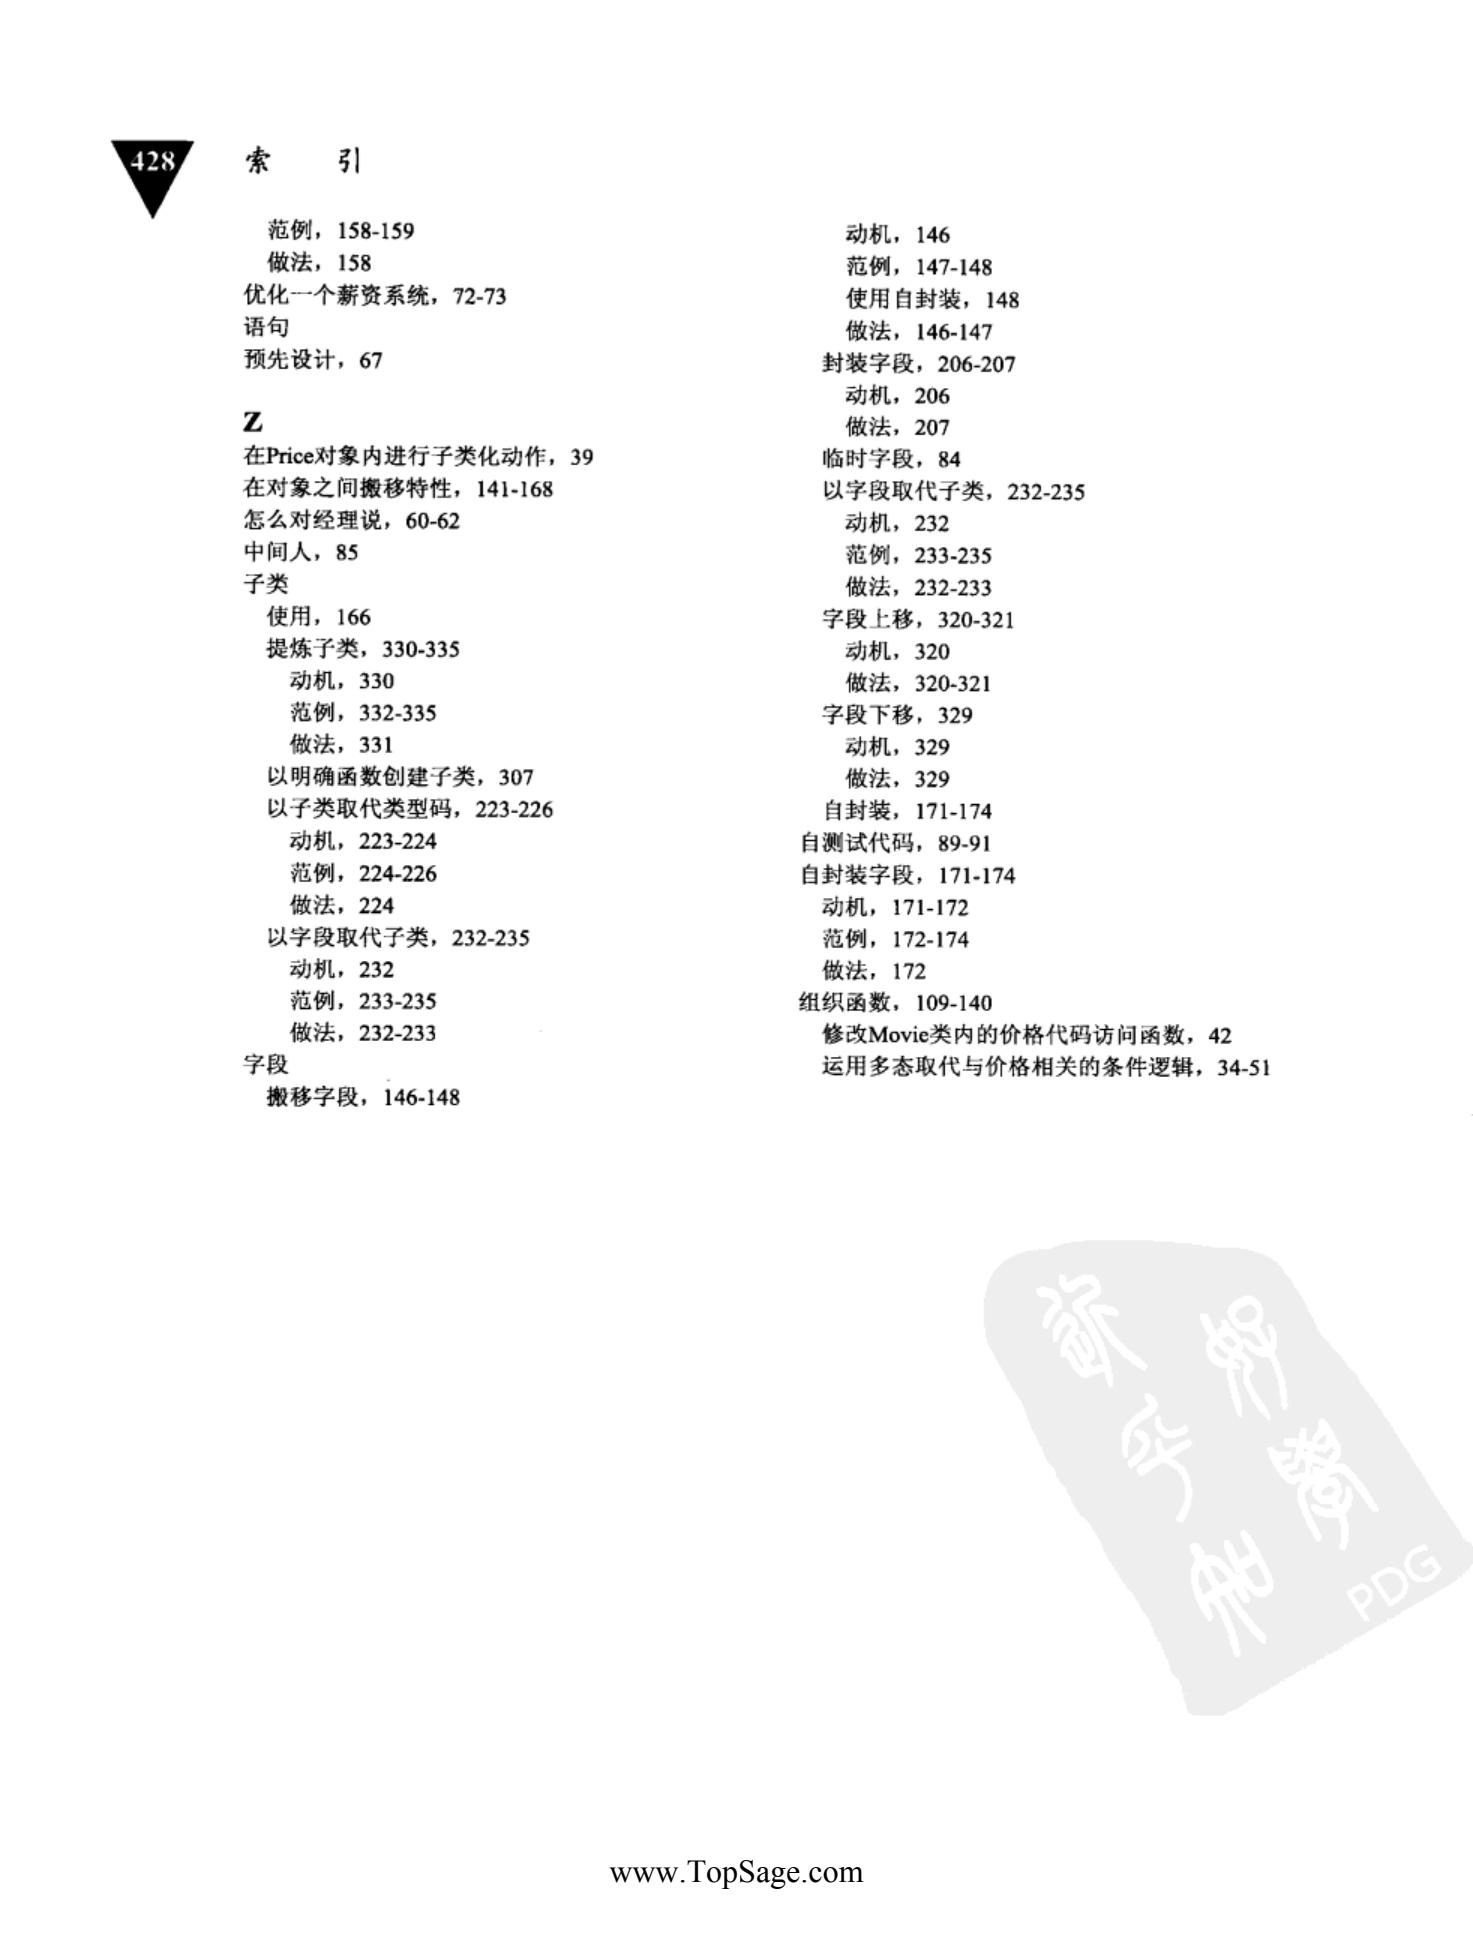 428
索 引
范例，158-159
做法，158
优化一个薪资系统，72-73
语句
预先设计，67
Z
在Price对象内进行子类化动作，39
在对象之间搬移特性，141-168
怎么对经理说，60-62
中间人，85
子类
使用，166
提炼子类，330-335
动机，330
范例，332-335
做法，331
以明确函数创建子类，307
以子类取代类型码，223-226
动机，223-224
范例，224-226
做法，224
以字段取代子类，232-235
动机，232
范例，233-235
做法，232-233
字段
搬移字段，146-148
动机，146
范例，147-148
使用自封装，148
做法，146-147
封装字段，206-207
动机，206
做法，207
临时字段，84
以字段取代子类，232-235
动机，232
范例，233-235
做法，232-233
字段上移，320-321
动机，320
做法，320-321
字段下移，329
动机，329
做法，329
自封装，171-174
自测试代码，89-91
自封装字段，171-174
动机，171-172
范例，172-174
做法，172
组织函数，109-140
修改Movie类内的价格代码访问函数，42
运用多态取代与价格相关的条件逻辑，34-51
PDG
www.TopSage.com